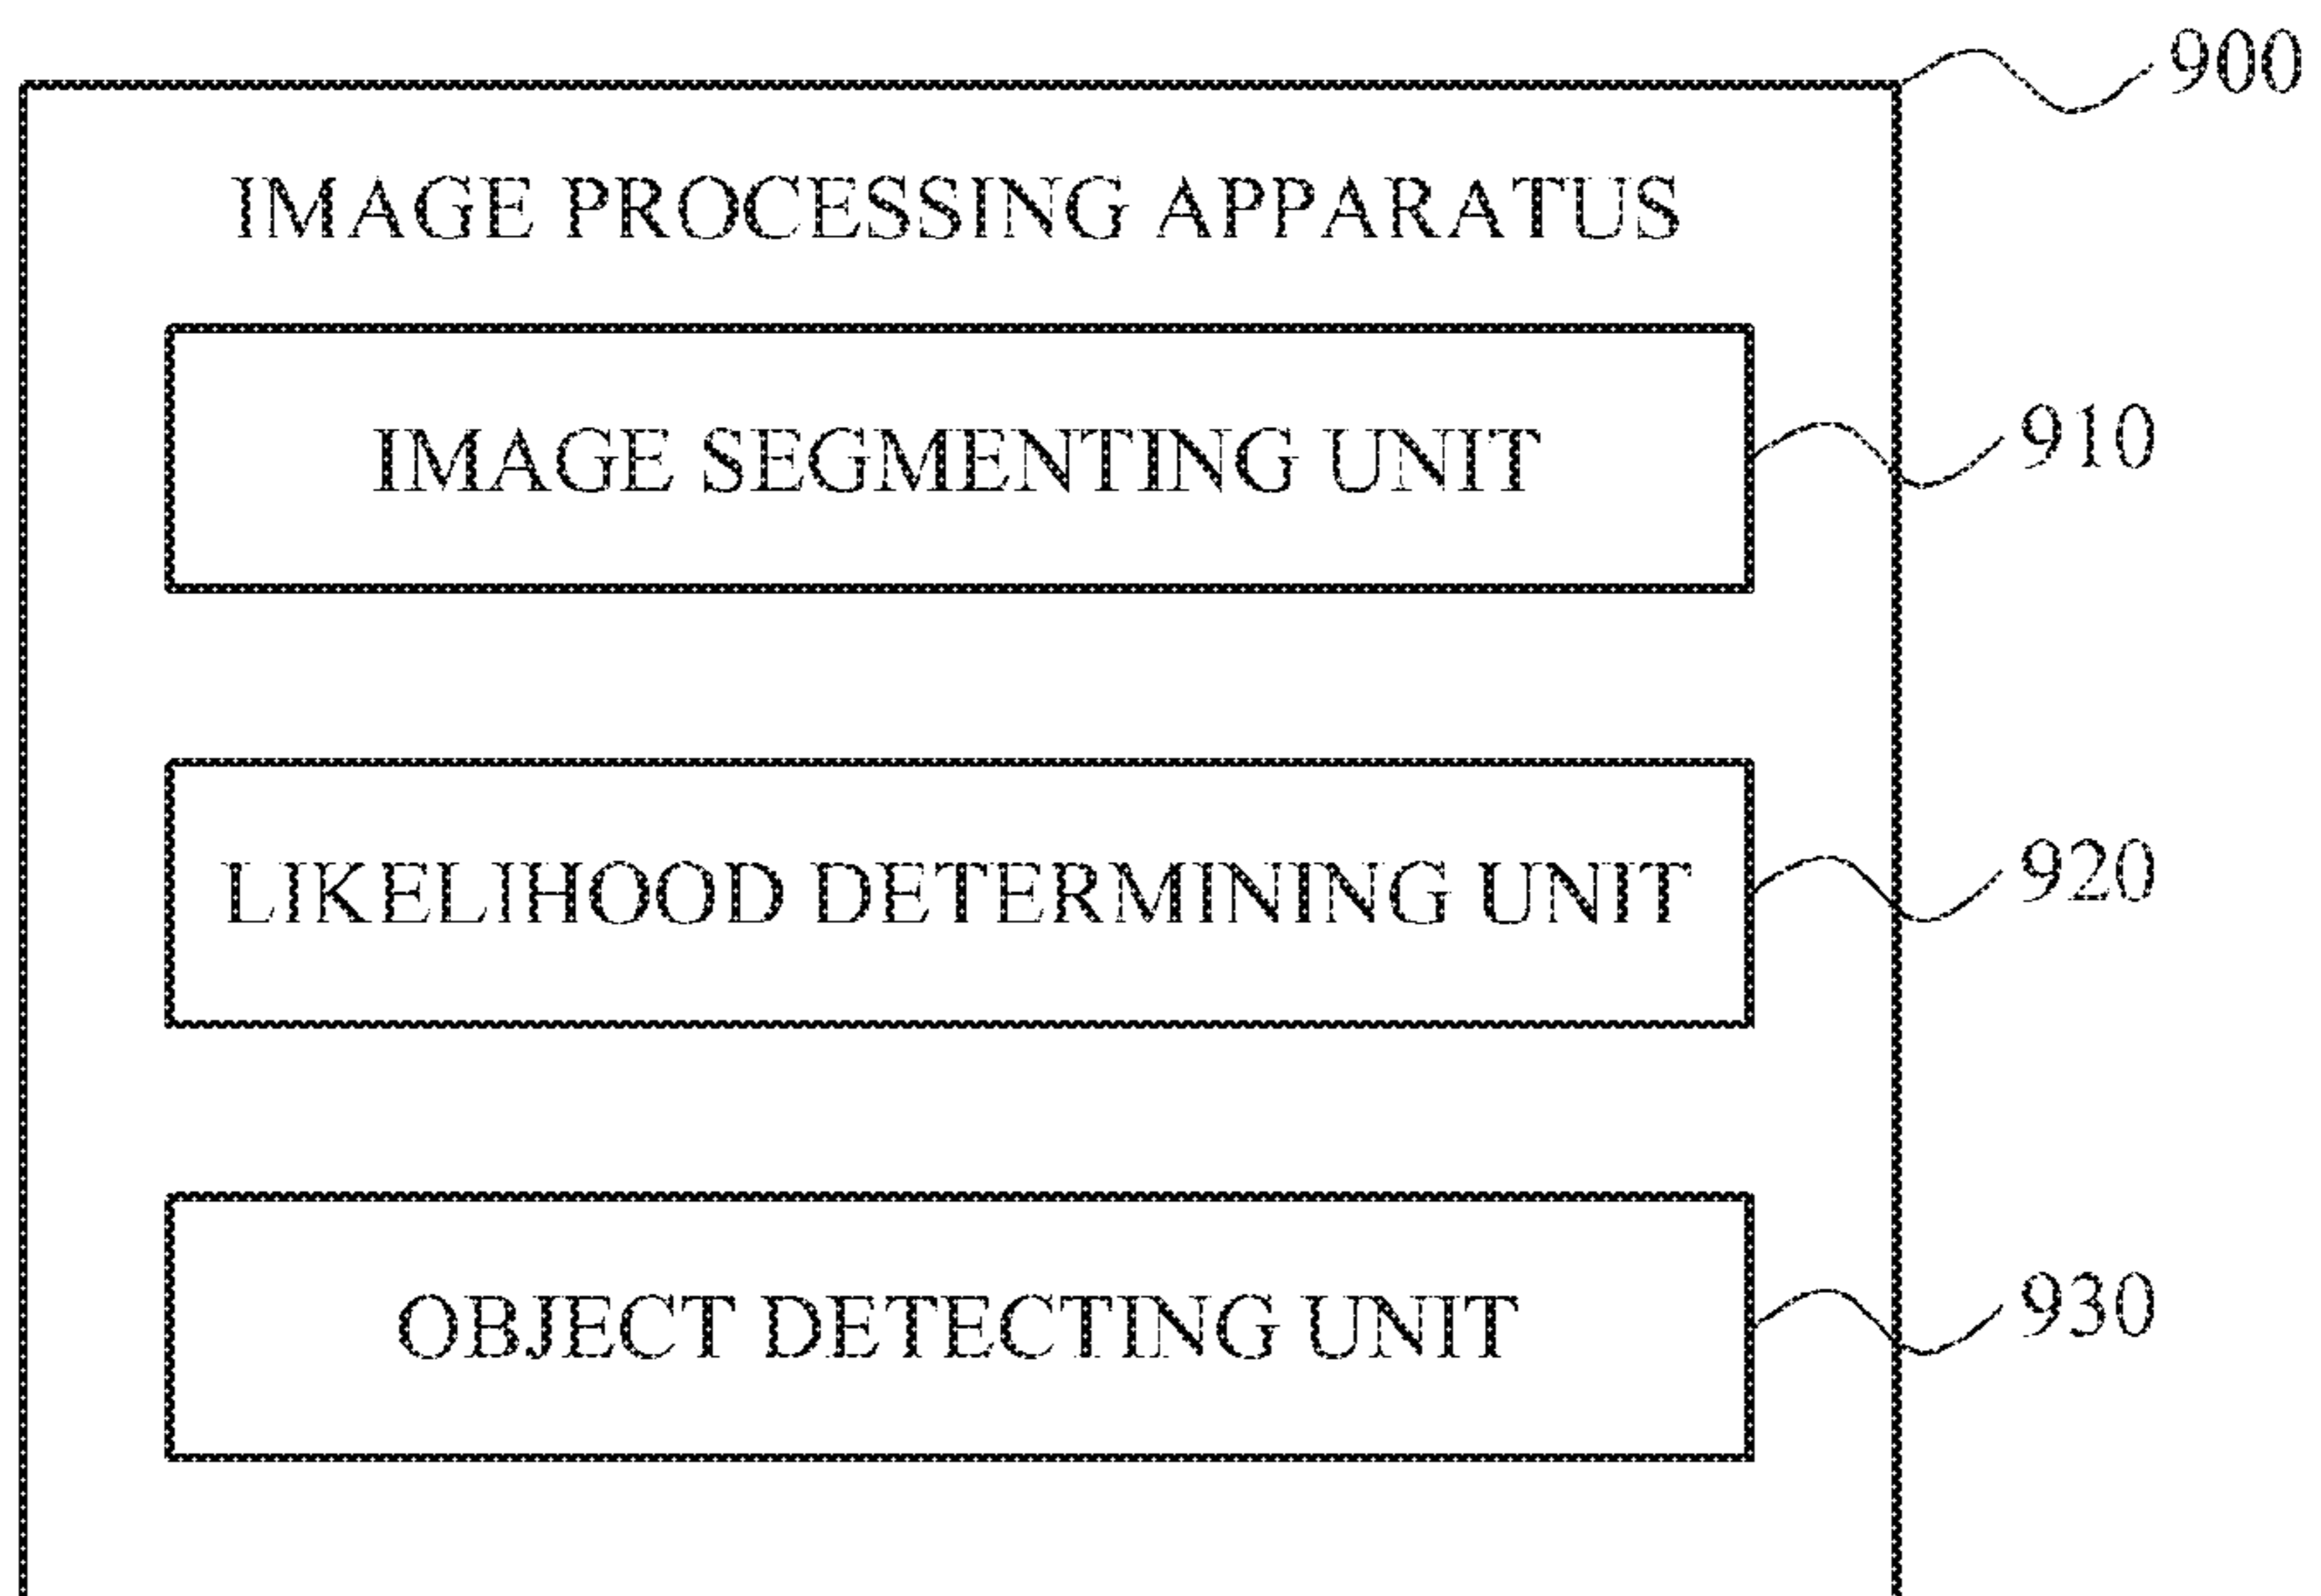 900
IMAGE PROCESSING APPARATUS
IMAGE SEGMENTING UNIT
910
LIKELIHOOD DETERMINING UNIT
920
OBJECT DETECTING UNIT
930